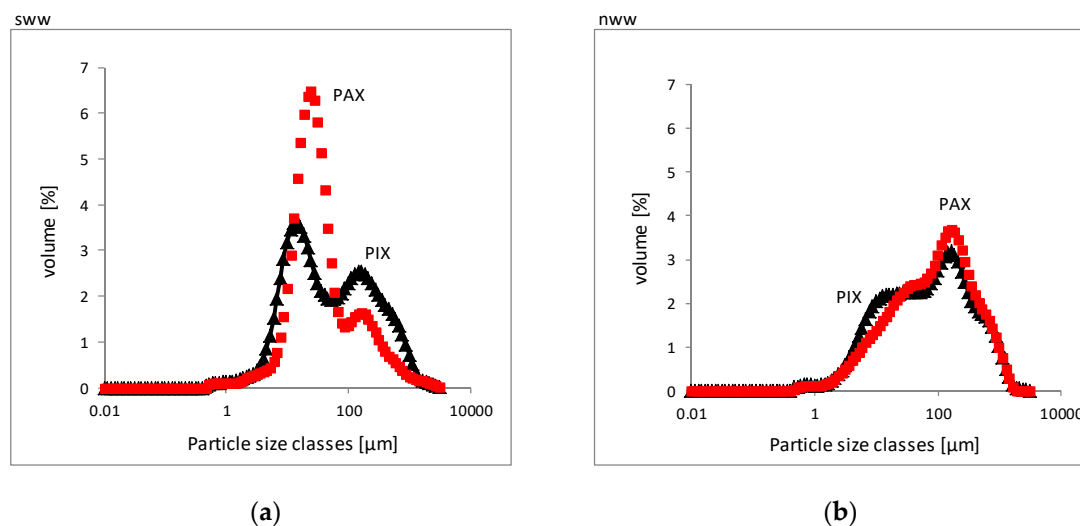 sww
7
6
5
4
3
2
1
0
volume [%]
PAX
PIX
0.01
1
100
10000
Particle size classes [µm]
(a)
nww
7
6
5
4
3
2
1
0
volume [%]
PAX
PIX
0.01
1
100
10000
Particle size classes [µm]
(b)